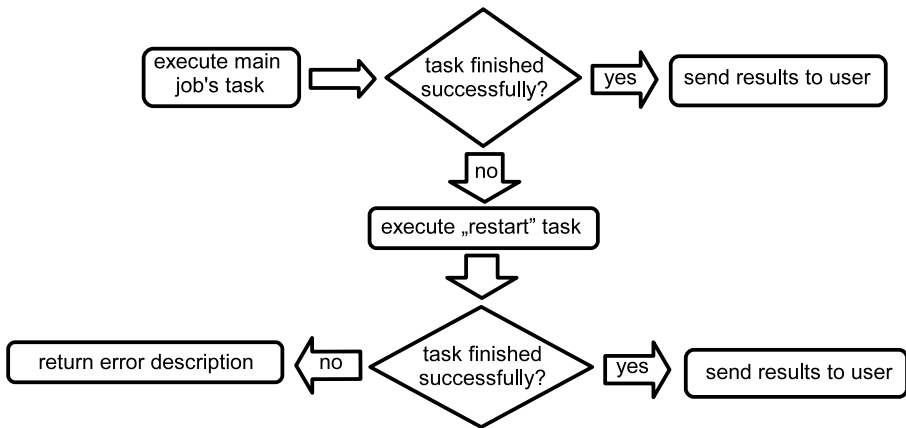 execute main
job's task
task finished
successfully?
yes
send results to user
no
execute „restart” task
return error description
no
task finished
successfully?
yes
send results to user